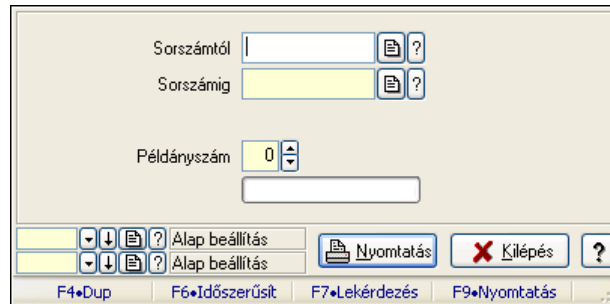 Sorszámtól ?
Sorszámig ?
Példányszám 0
? Alap beállítás
? Alap beállítás
Nyomtatás Kilépés ?
F4•Dup F6•Időszerűsít F7•Lekérdezés F9•Nyomtatás